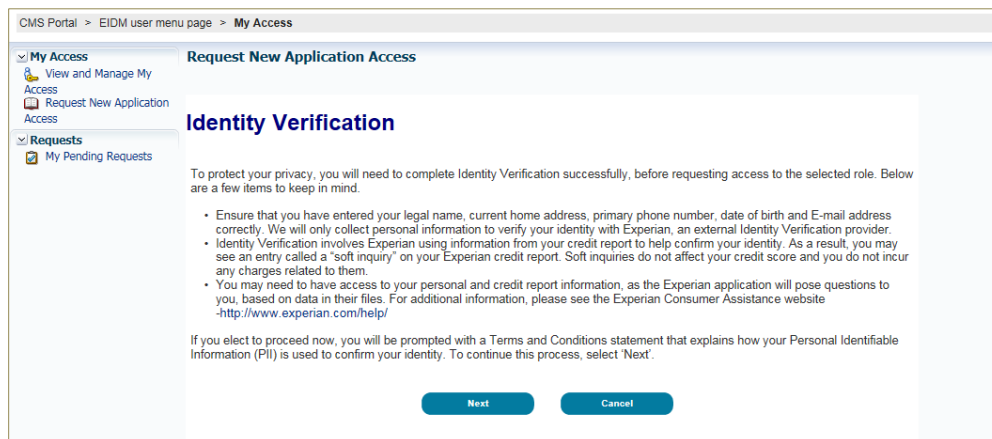 CMS Portal > EIDM user menu page > My Access
My Access
View and Manage My
Access
Request New Application
Access
Requests
My Pending Requests
Request New Application Access
Identity Verification
To protect your privacy, you will need to complete Identity Verification successfully, before requesting access to the selected role. Below
are a few items to keep in mind.
• Ensure that you have entered your legal name, current home address, primary phone number, date of birth and E-mail address
correctly. We will only collect personal information to verify your identity with Experian, an external Identity Verification provider.
• Identity Verification involves Experian using information from your credit report to help confirm your identity. As a result, you may
see an entry called a “soft inquiry” on your Experian credit report. Soft inquiries do not affect your credit score and you do not incur
any charges related to them.
• You may need to have access to your personal and credit report information, as the Experian application will pose questions to
you, based on data in their files. For additional information, please see the Experian Consumer Assistance website
-http://www.experian.com/help/
If you elect to proceed now, you will be prompted with a Terms and Conditions statement that explains how your Personal Identifiable
Information (PII) is used to confirm your identity. To continue this process, select ‘Next’.
Next
Cancel